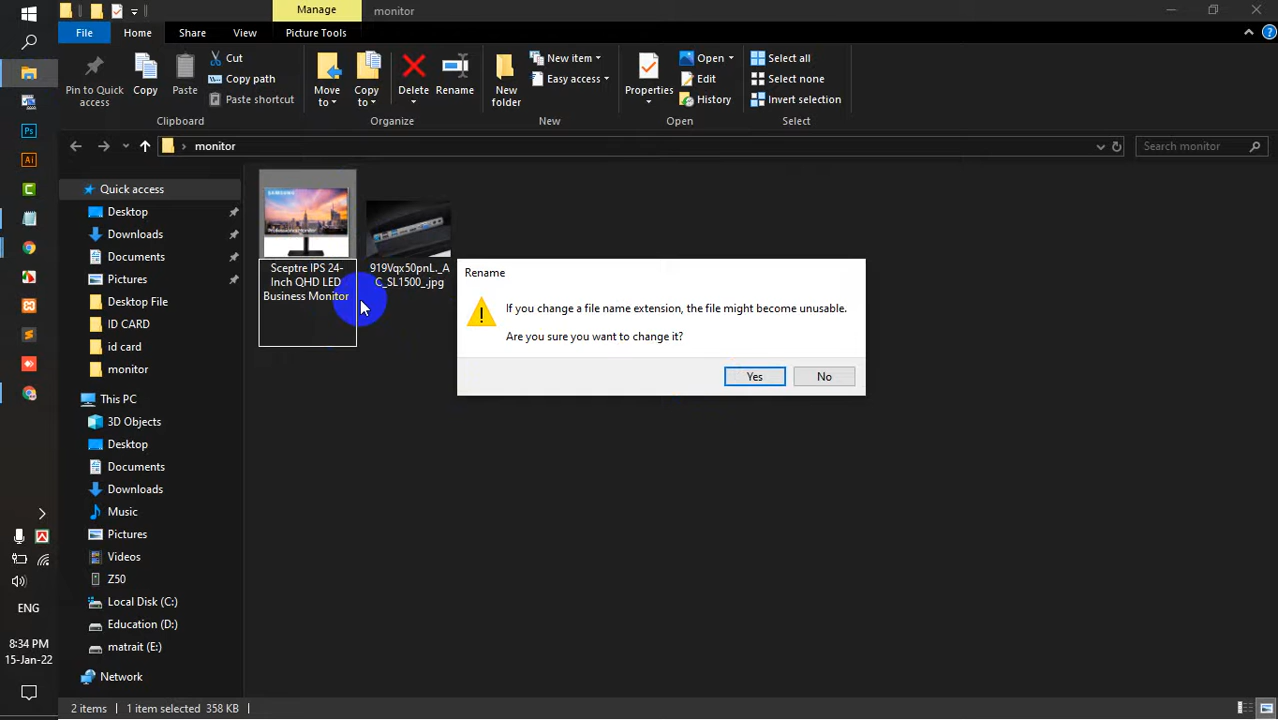 Manage
monitor
File
Home
Share
View
Picture Tools
Pin to Quick access
Copy
Paste
Cut
Copy path
Paste shortcut
Move to
Copy to
Delete
Rename
New folder
New item
Easy access
Properties
Open
Edit
History
Select all
Select none
Invert selection
Clipboard
Organize
New
Open
Select
monitor
Search monitor
Quick access
Desktop
Downloads
Documents
Pictures
Desktop File
ID CARD
id card
monitor
This PC
3D Objects
Desktop
Documents
Downloads
Music
Pictures
Videos
Z50
Local Disk (C:)
Education (D:)
matrait (E:)
Network
SAMSUNG
Sceptre IPS 24-
Inch QHD LED
Business Monitor
919Vqx50pnL._A
C_SL1500_.jpg
Rename
If you change a file name extension, the file might become unusable.
Are you sure you want to change it?
Yes
No
Ps
Ai
ENG
8:34 PM
15-Jan-22
2 items
1 item selected 358 KB